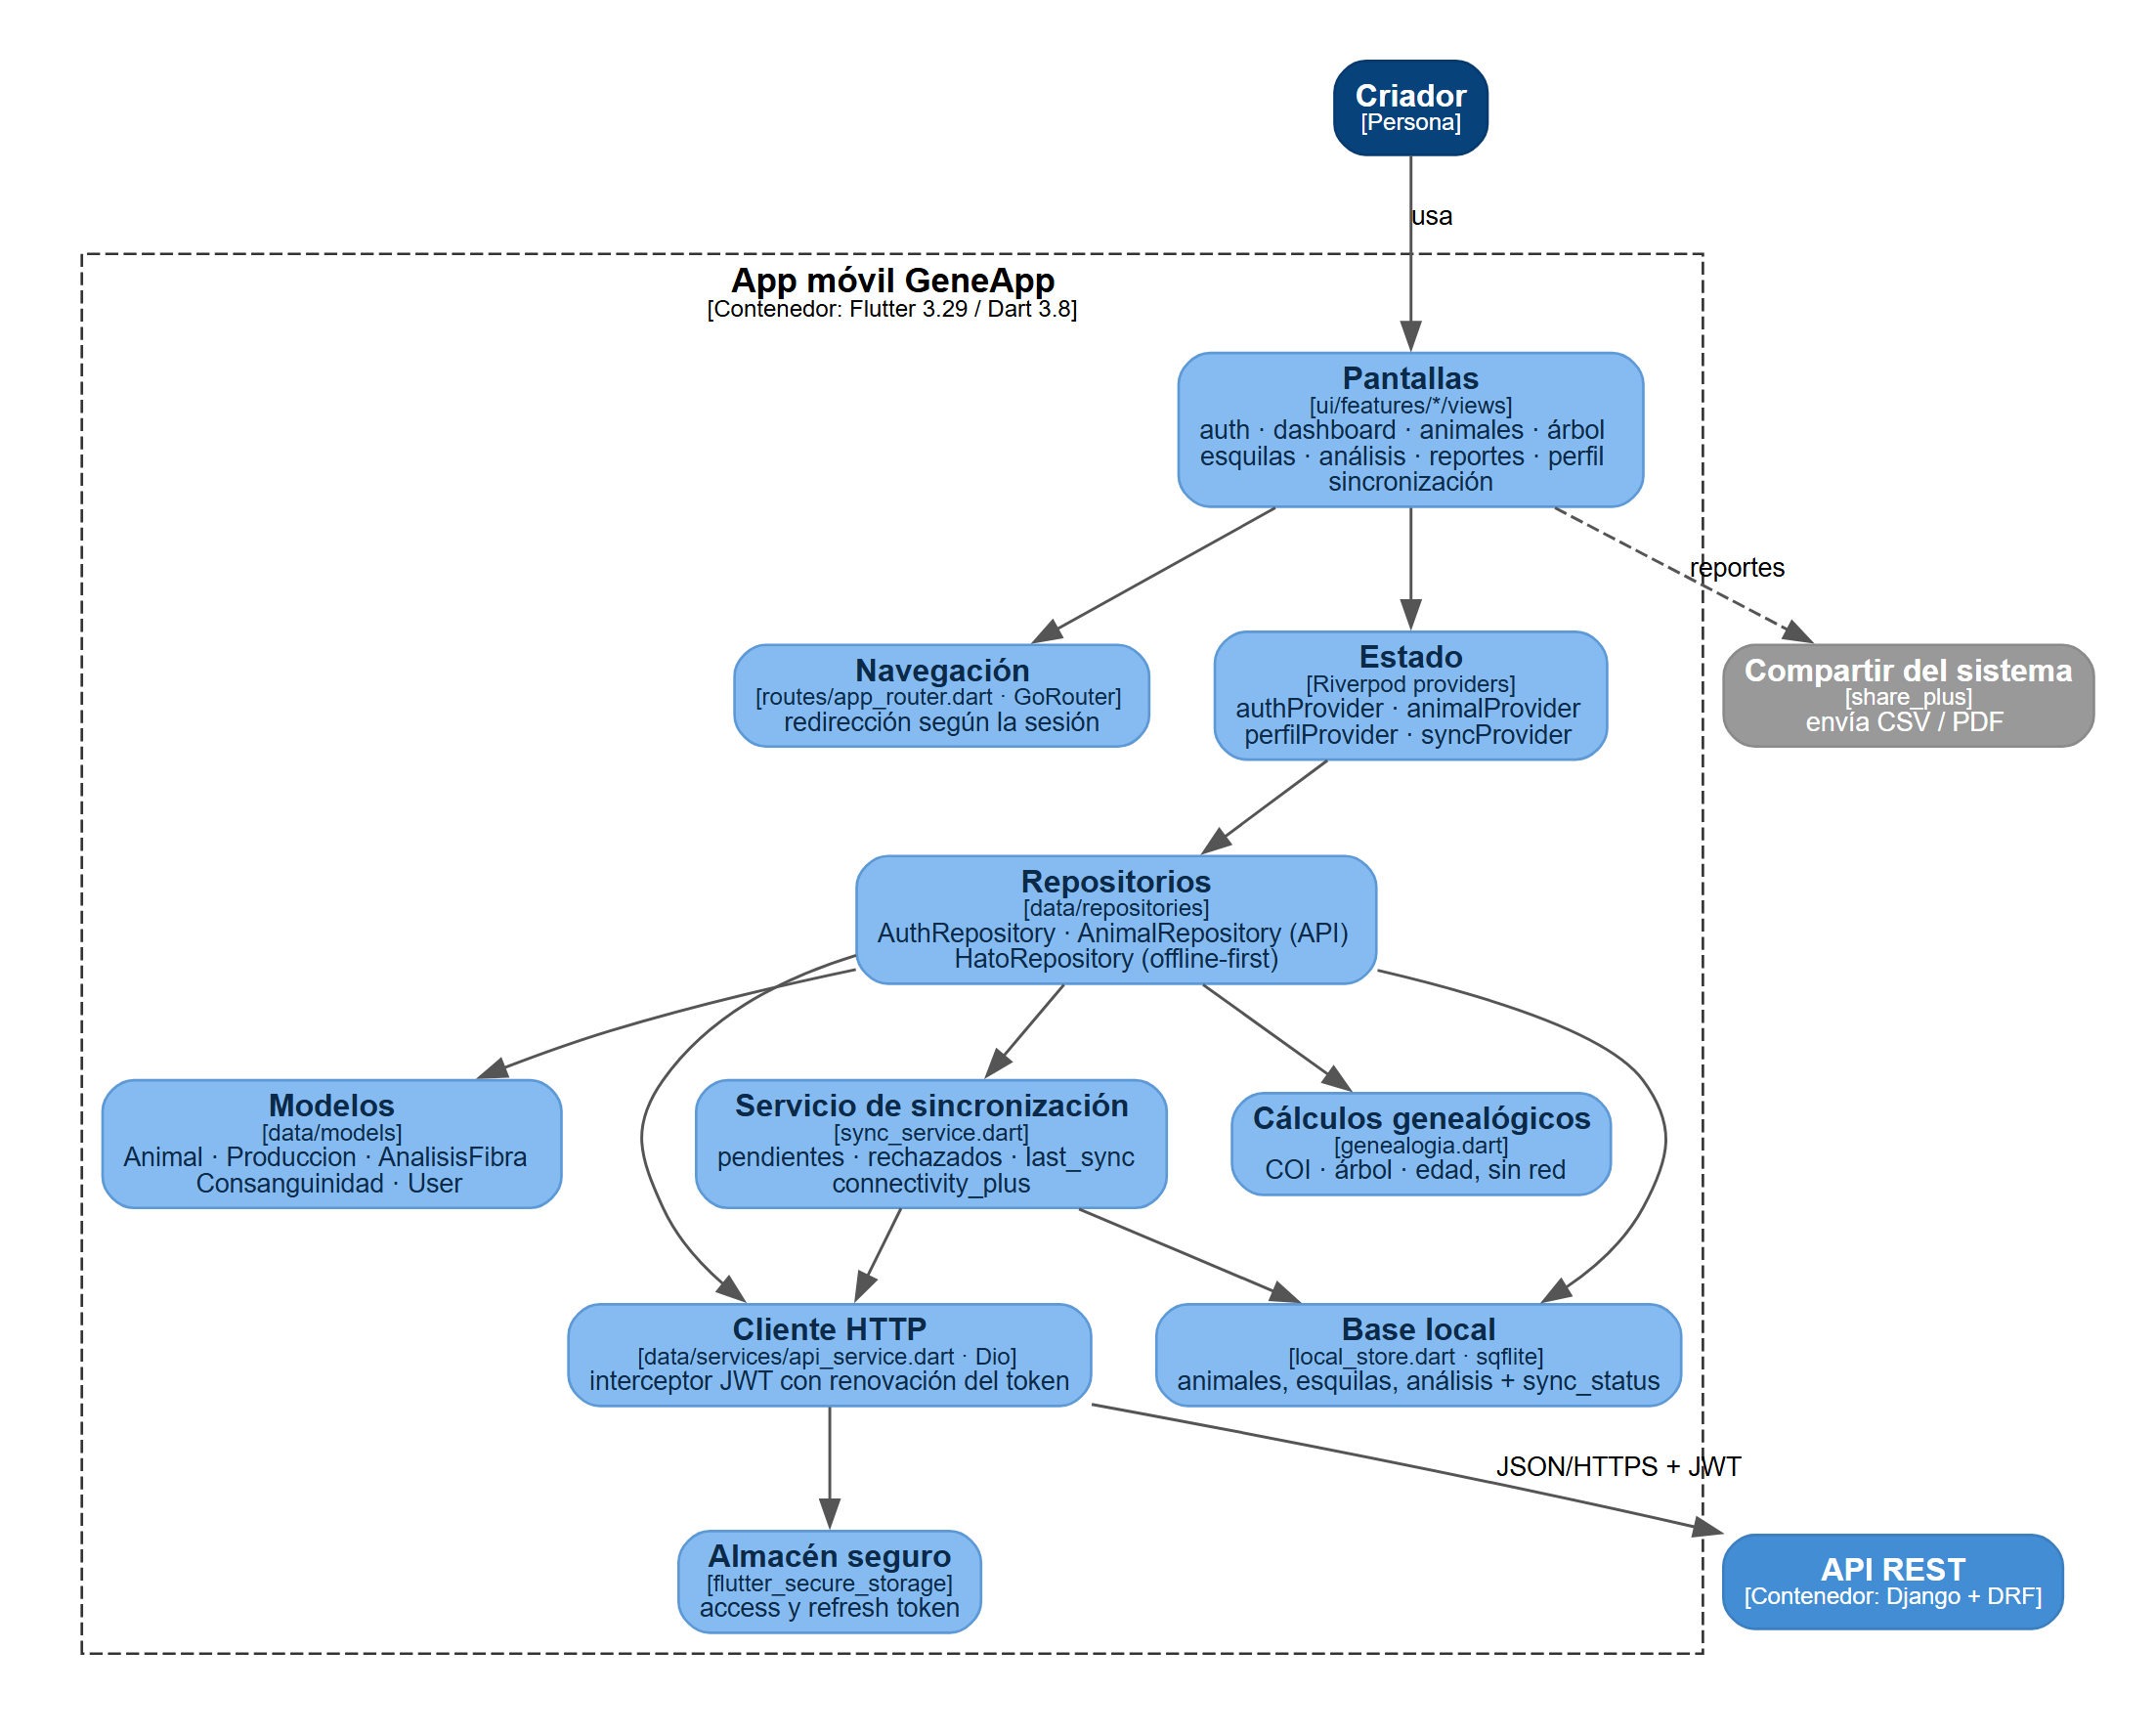 Criador
[Persona]
usa
App móvil GeneApp
[Contenedor: Flutter 3.29 / Dart 3.8]
Pantallas
[ui/features/*/views]
auth · dashboard · animales · árbol
esquilas · análisis · reportes · perfil
sincronización
reportes
Navegación
[routes/app_router.dart · GoRouter]
redirección según la sesión
Estado
[Riverpod providers]
authProvider · animalProvider
perfilProvider · syncProvider
Compartir del sistema
[share_plus]
envía CSV / PDF
Repositorios
[data/repositories]
AuthRepository · AnimalRepository (API)
HatoRepository (offline-first)
Modelos
[data/models]
Animal · Produccion · AnalisisFibra
Consanguinidad · User
Servicio de sincronización
[sync_service.dart]
pendientes · rechazados · last_sync
connectivity_plus
Cálculos genealógicos
[genealogia.dart]
COI · árbol · edad, sin red
Cliente HTTP
[data/services/api_service.dart · Dio]
interceptor JWT con renovación del token
Base local
[local_store.dart · sqflite]
animales, esquilas, análisis + sync_status
JSON/HTTPS + JWT
Almacén seguro
[flutter_secure_storage]
access y refresh token
API REST
[Contenedor: Django + DRF]